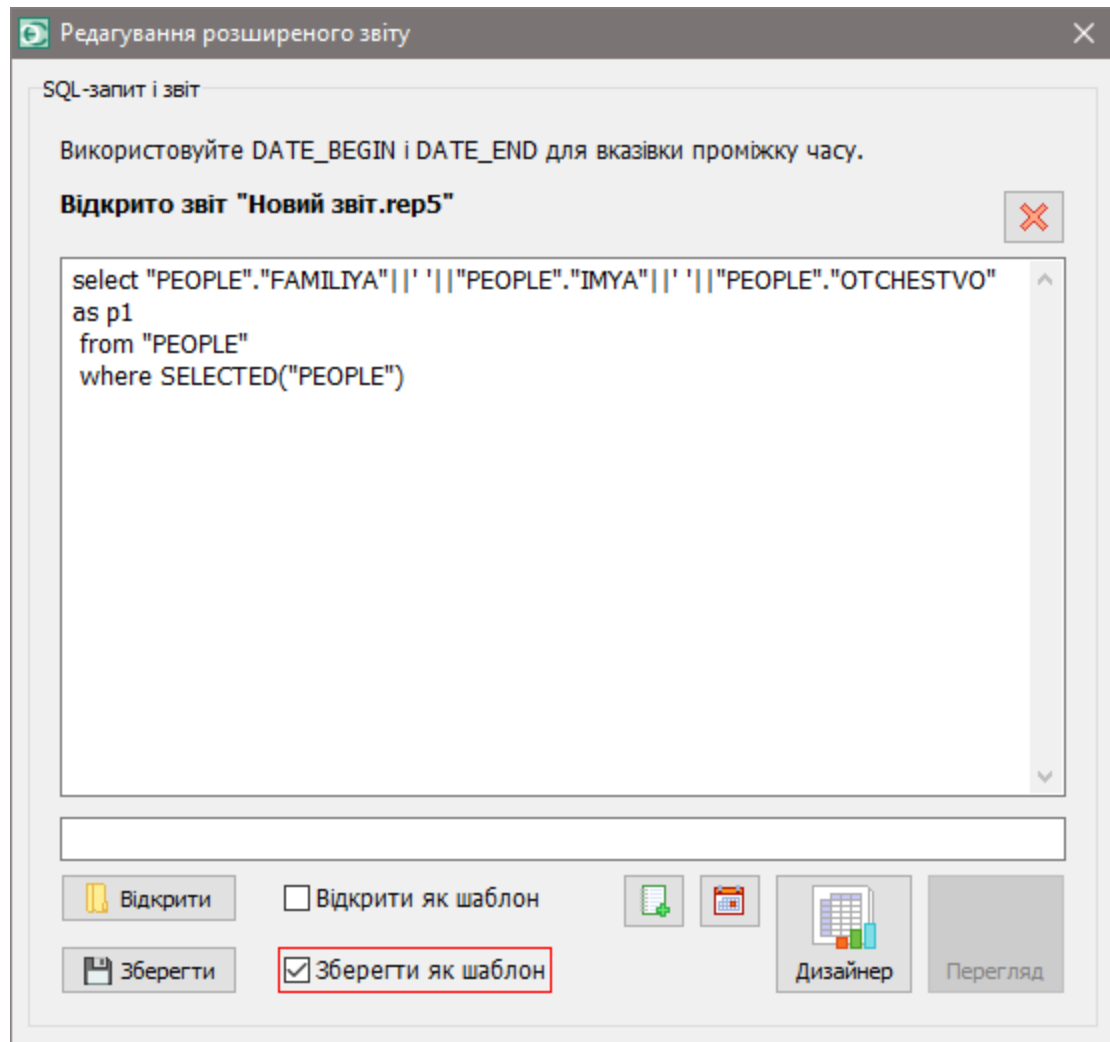 Редагування розширеного звіту
SQL-запит і звіт
Використовуйте DATE_BEGIN і DATE_END для вказівки проміжку часу.
Відкрито звіт "Новий звіт.rep5"
select "PEOPLE"."FAMILIYA"||' '||"PEOPLE"."IMYA"||' '||"PEOPLE"."OTCHESTVO"
as p1
from "PEOPLE"
where SELECTED("PEOPLE")
Відкрити
Відкрити як шаблон
Зберегти
Зберегти як шаблон
Дизайнер
Перегляд